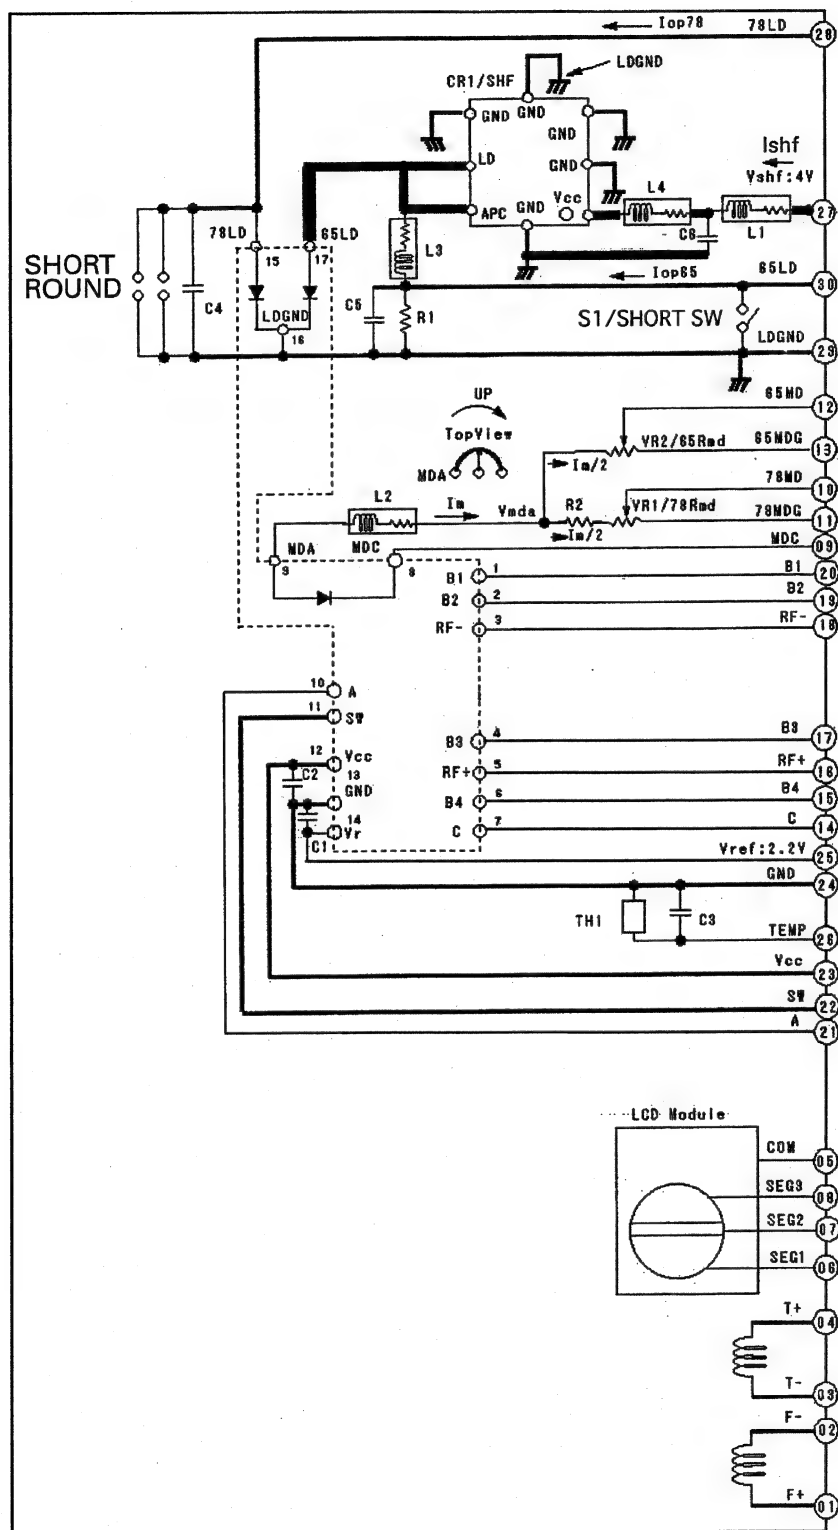 Iop78 78LD 28
LDGND
CR1/SHF
GND GND GND
LD GND
Ishf
Vshf:4V
L4
APC GND Vcc
27
78LD 65LD
15 17
L3 C6 L1
SHORT
ROUND
Iop65 65LD 30
C4 LDGND C5 R1
16
S1/SHORT SW
LDGND
29
UP
65MD 12
TopView
VR2/65Rmd 65MDG 13
MDA
Im/2
78MD 10
L2 Im Vmda R2 VR1/78Rmd 78MDG 11
Im/2
MDA MDC MDC 09
9 8
B1 1 B1 20
B2 2 B2 19
RF- 3 RF- 18
10 A
11 SW
B3 4 B3 17
12 Vcc
C2 13 RF+ 5 RF+ 16
GND
B4 6 B4 15
14 C 7 C 14
C1 Vr
Vref:2.2V 25
GND 24
TH1 C3
TEMP 26
Vcc 23
SW 22
A 21
LCD Module
COM 05
SEG3 08
SEG2 07
SEG1 06
T+ 04
T- 03
F- 02
F+ 01